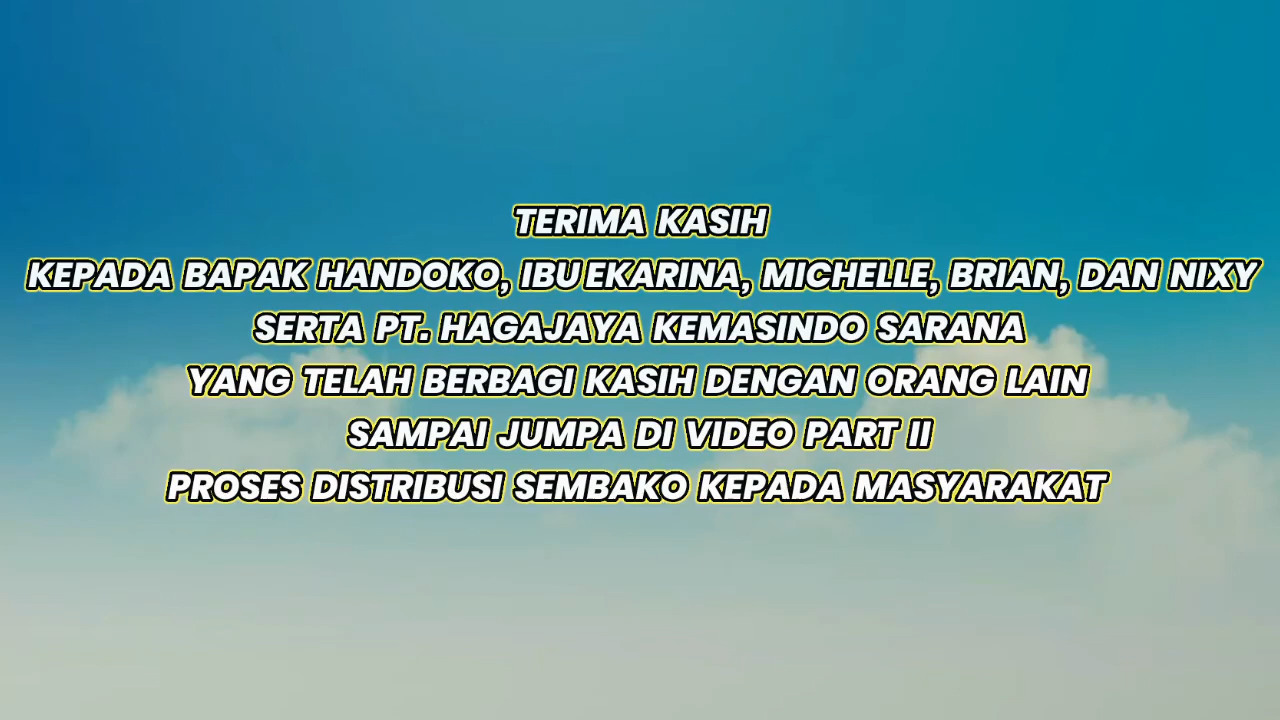 TERIMA KASIH
KEPADA BAPAK HANDOKO, IBU EKARINA, MICHELLE, BRIAN, DAN NIXY
SERTA PT. HAGAJAYA KEMASINDO SARANA
YANG TELAH BERBAGI KASIH DENGAN ORANG LAIN
SAMPAI JUMPA DI VIDEO PART II
PROSES DISTRIBUSI SEMBAKO KEPADA MASYARAKAT